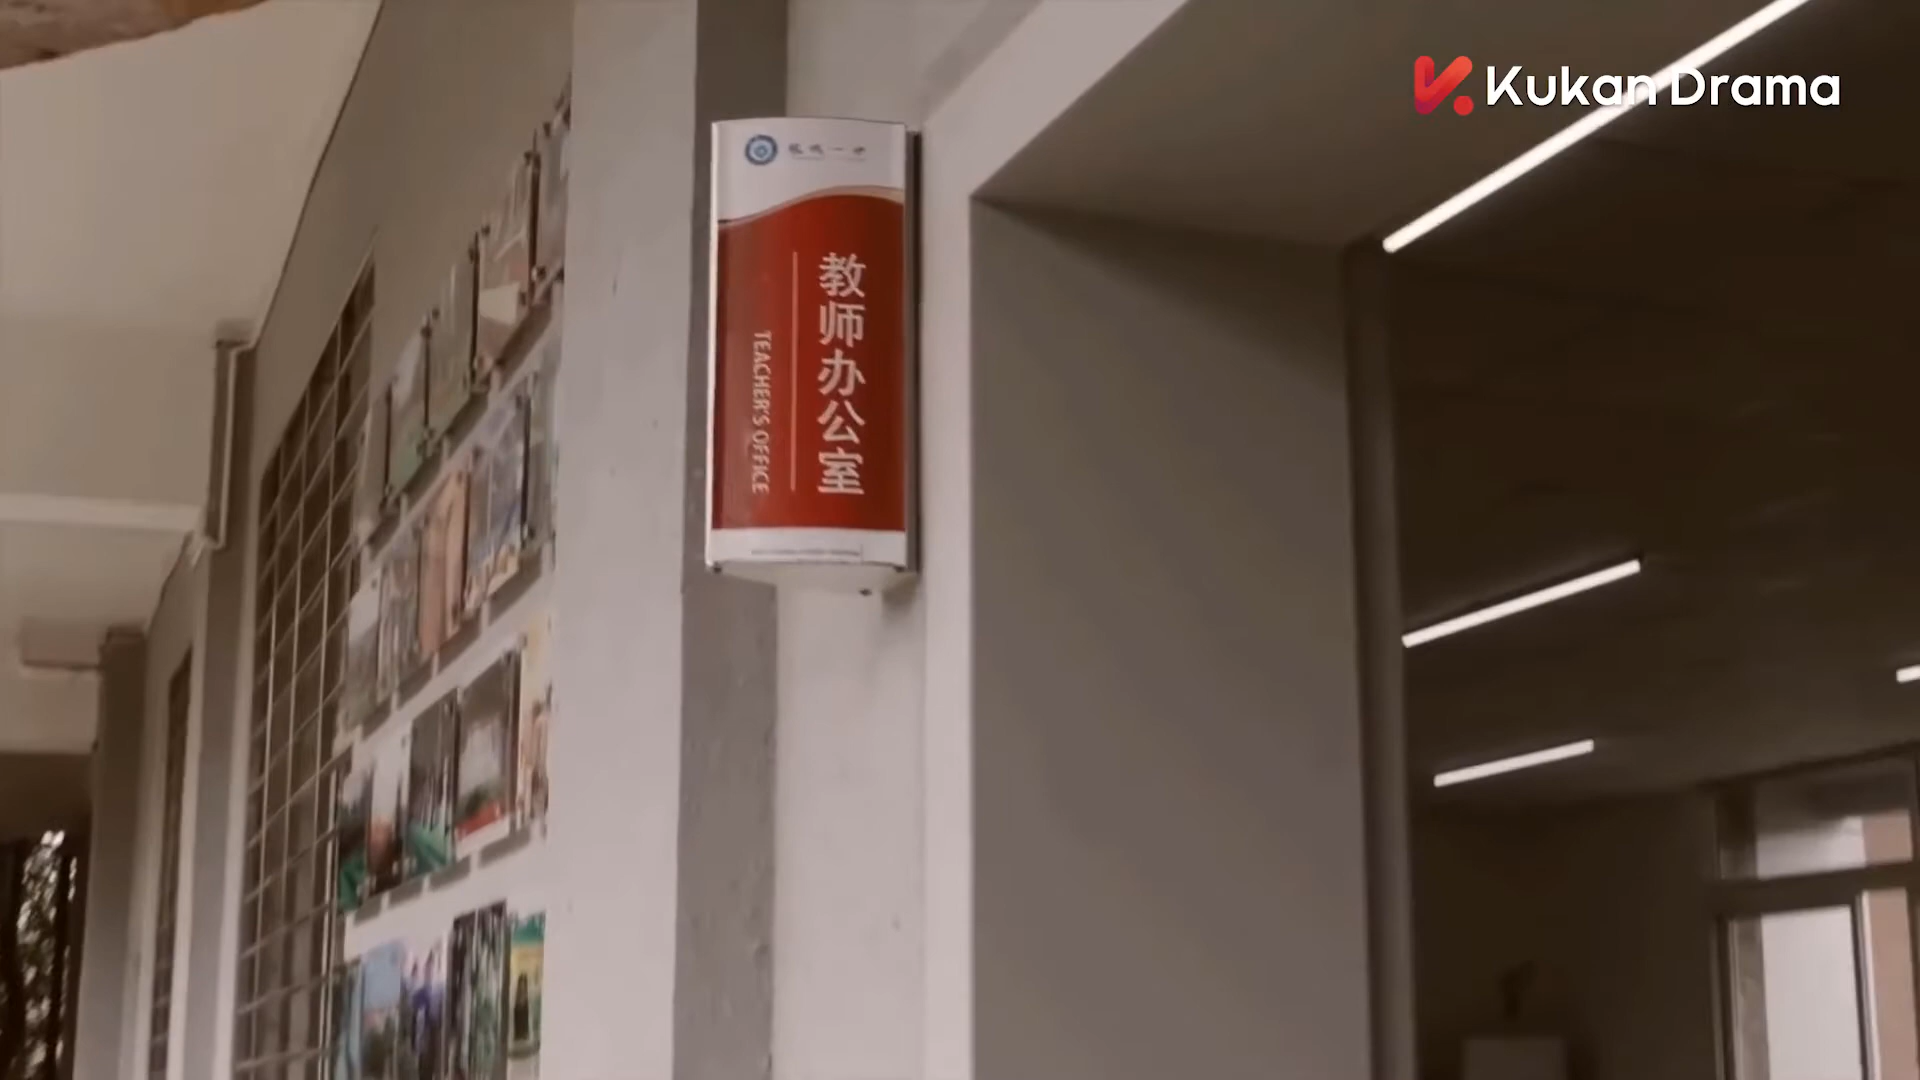 Kukan Drama
教师办公室
TEACHER'S OFFICE